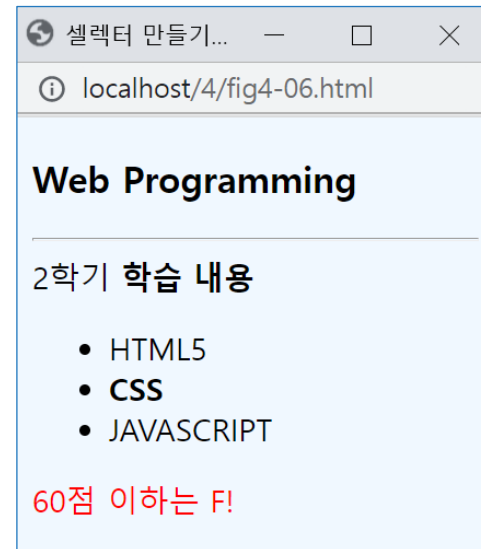 셀렉터 만들기...
localhost/4/fig4-06.html
Web Programming
2학기 학습 내용
HTML5
CSS
JAVASCRIPT
60점 이하는 F!